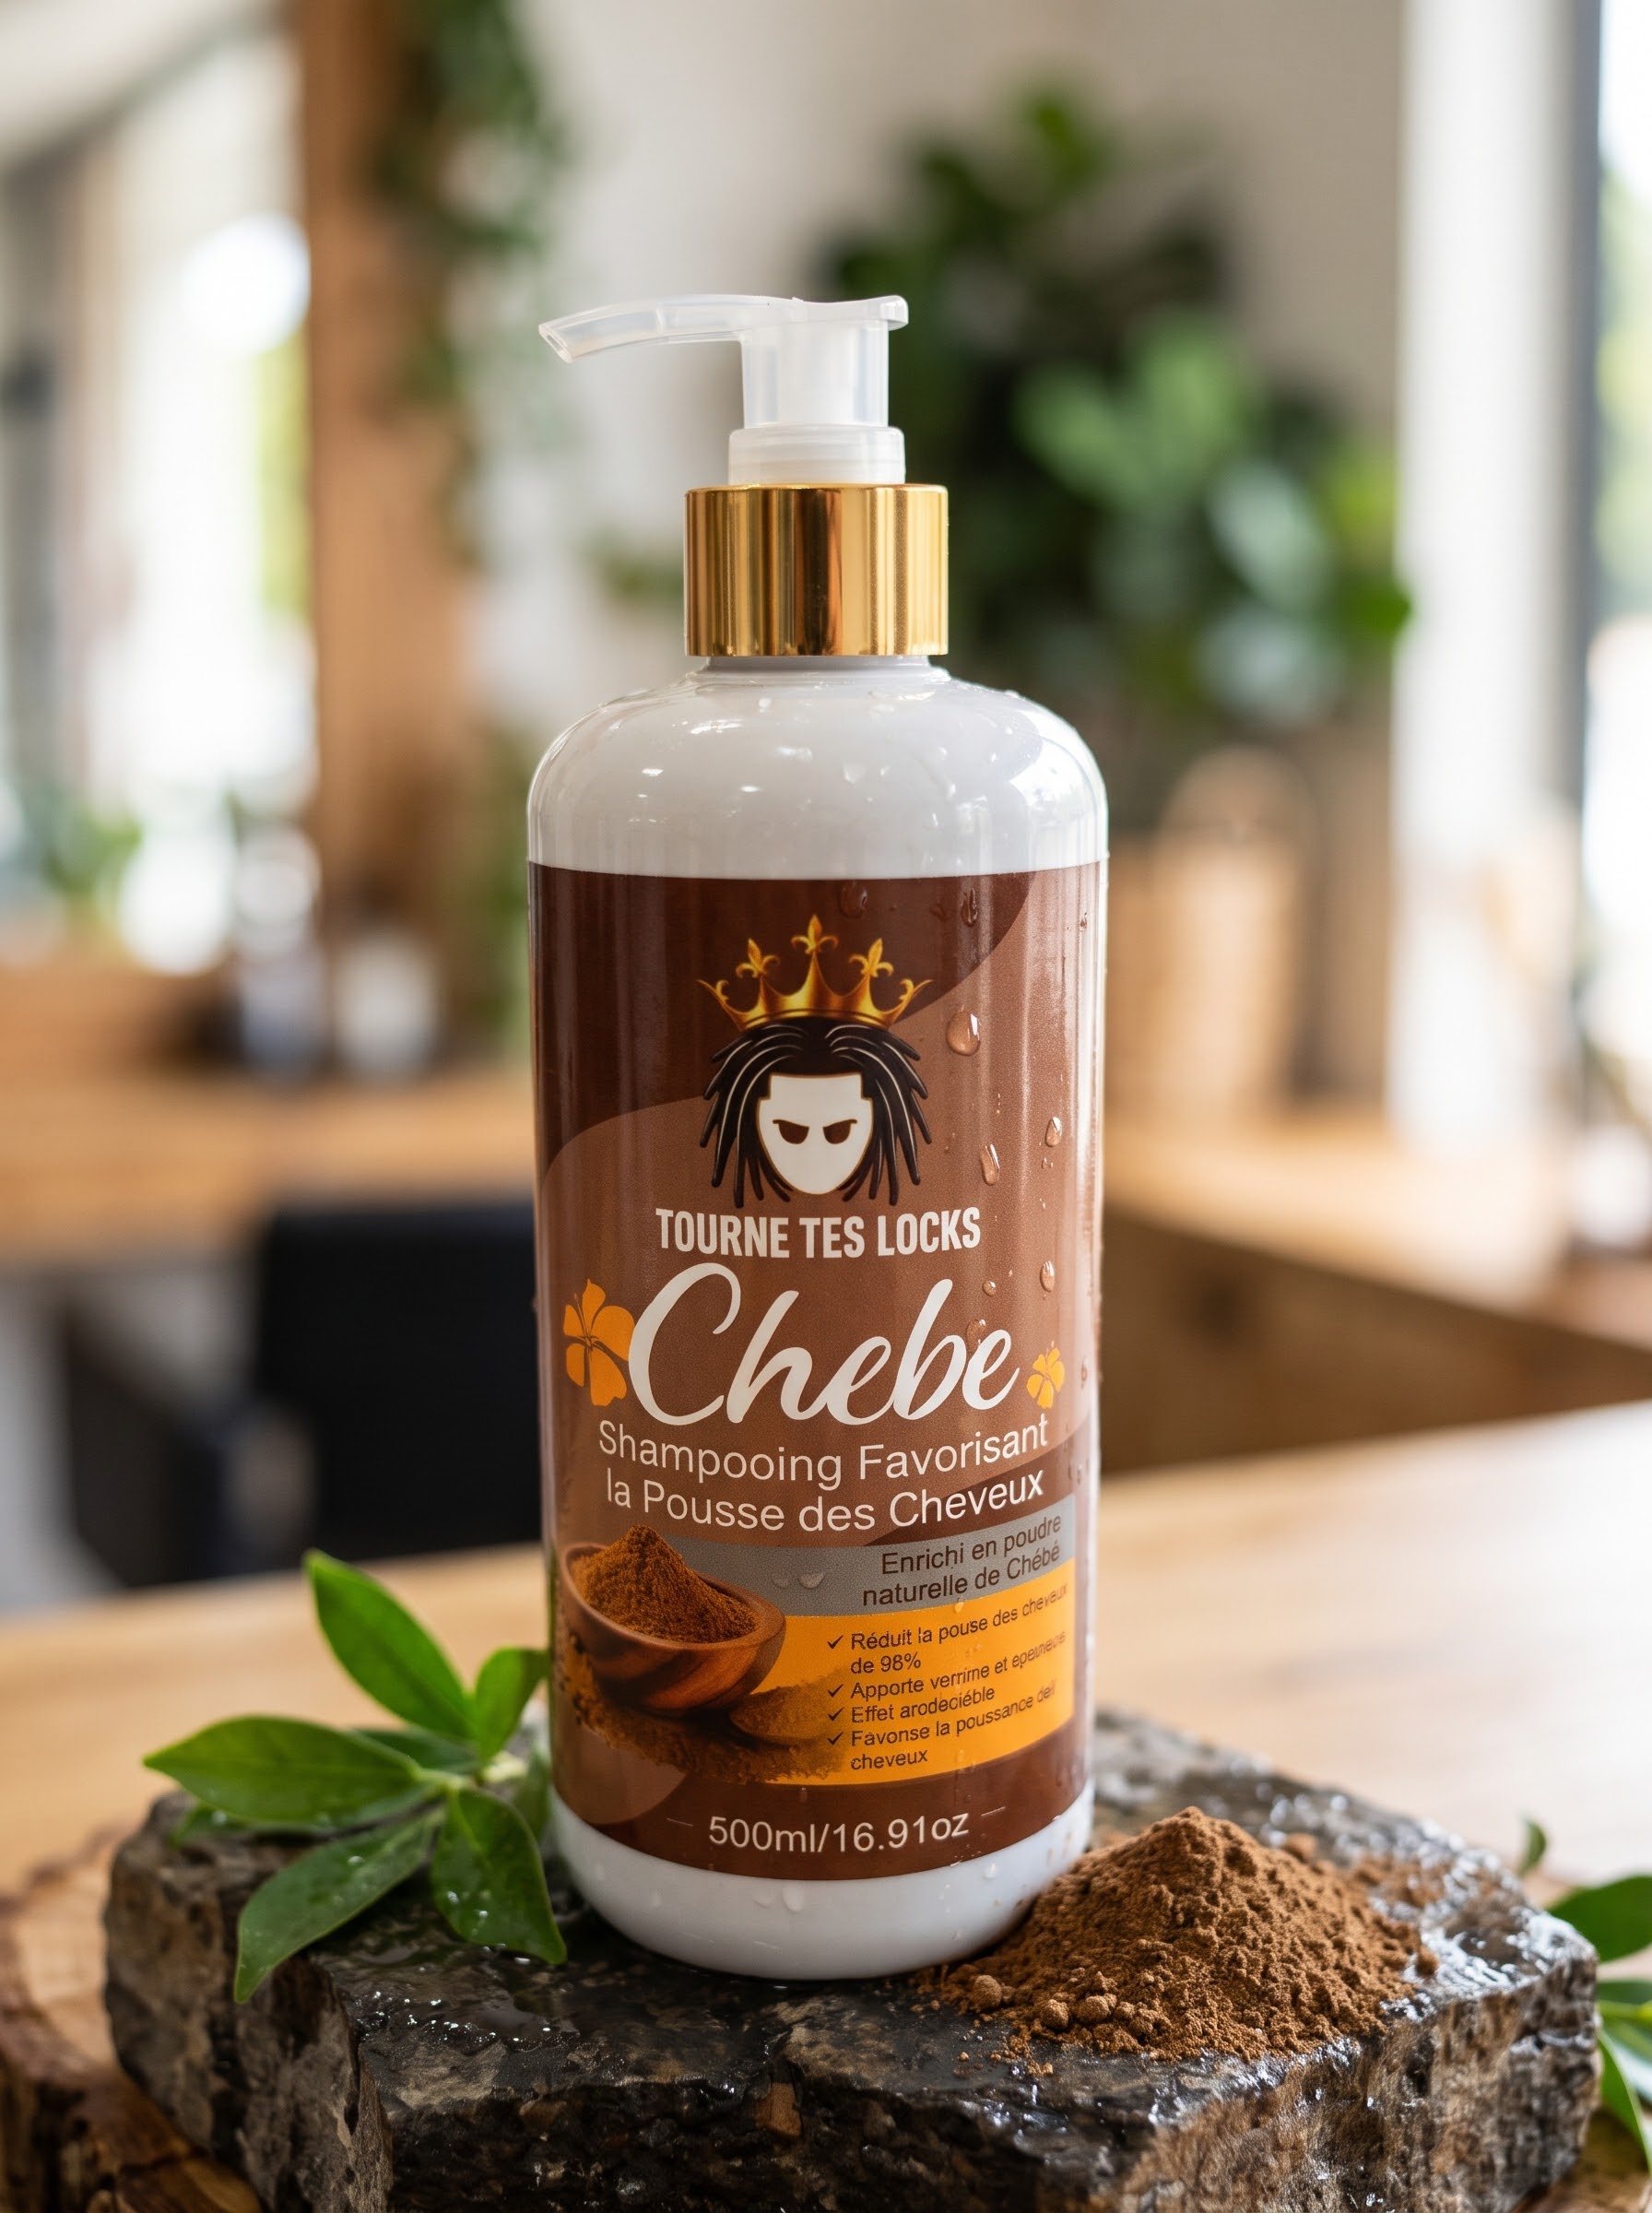 TOURNE TES LOCKS
Chebe
Shampooing Favorisant
la Pousse des Cheveux
Enrichi en poudre
naturelle de Chébé
✓ Réduit la pouse des cheveux
de 98%
✓ Apporte verrine et
✓ Effet arodeciéble
✓ Favonse la poussance
cheveux
500ml/16.91oz